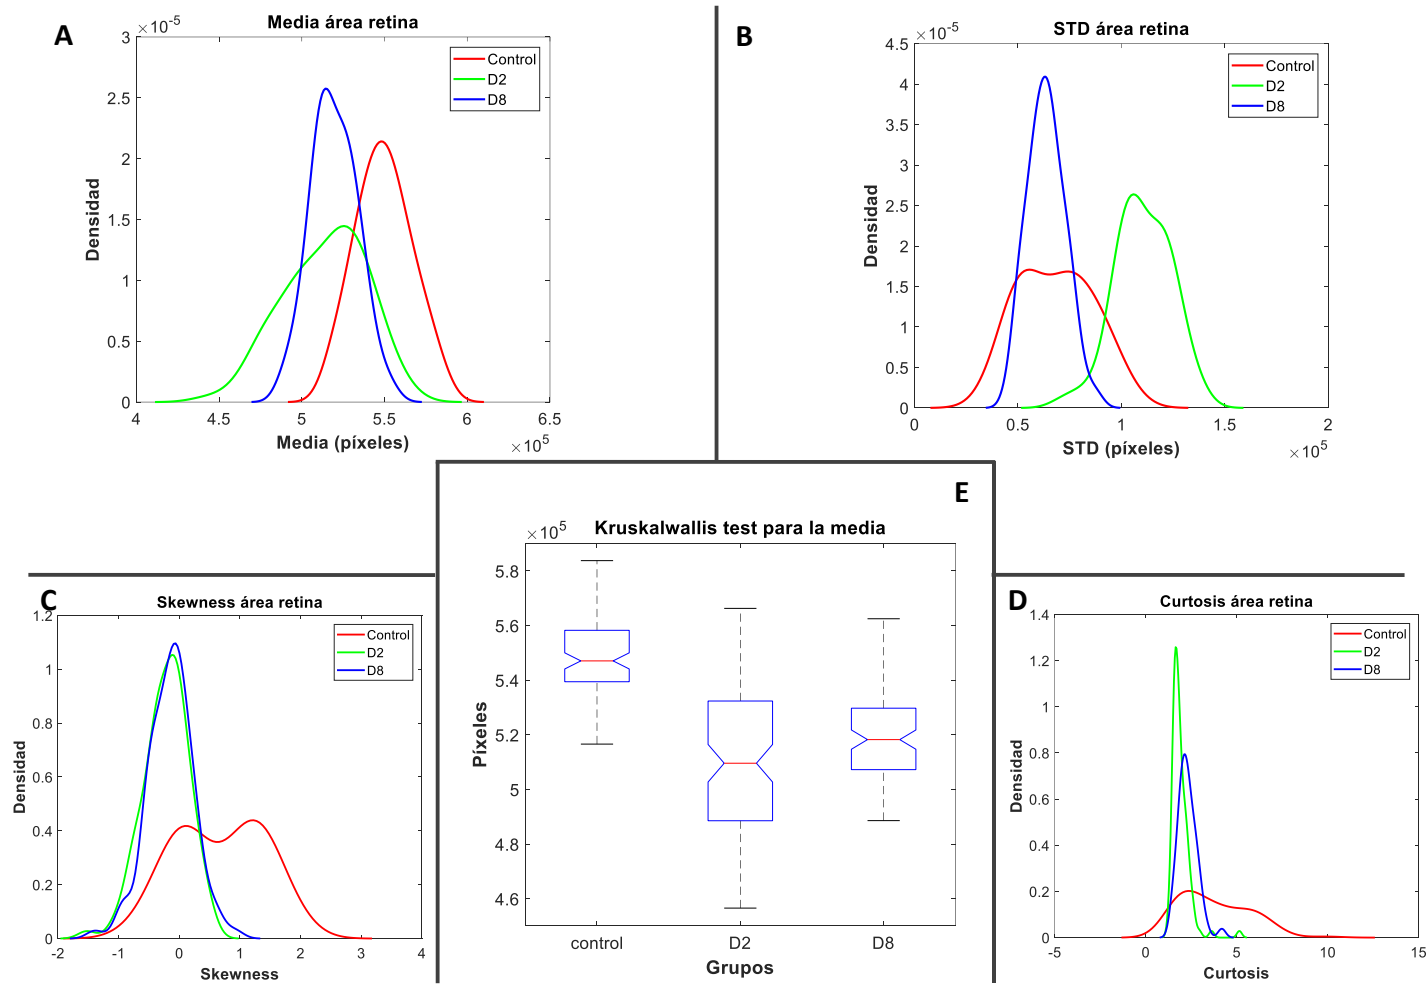 A
Media área retina
×10-5
3
2.5
2
1.5
1
0.5
0
Densidad
Control
D2
D8
4
4.5
5
5.5
6
6.5
Media (píxeles)
×105
B
STD área retina
×10-5
4.5
4
3.5
3
2.5
2
1.5
1
0.5
0
Densidad
Control
D2
D8
0
0.5
1
1.5
2
STD (píxeles)
×105
C
Skewness área retina
1.2
1
0.8
0.6
0.4
0.2
0
Densidad
Control
D2
D8
-2
-1
0
1
2
3
4
Skewness
E
Kruskalwallis test para la media
×105
5.8
5.6
5.4
5.2
5
4.8
4.6
Píxeles
control
D2
D8
Grupos
D
Curtosis área retina
1.4
1.2
1
0.8
0.6
0.4
0.2
0
Densidad
Control
D2
D8
-5
0
5
10
15
Curtosis